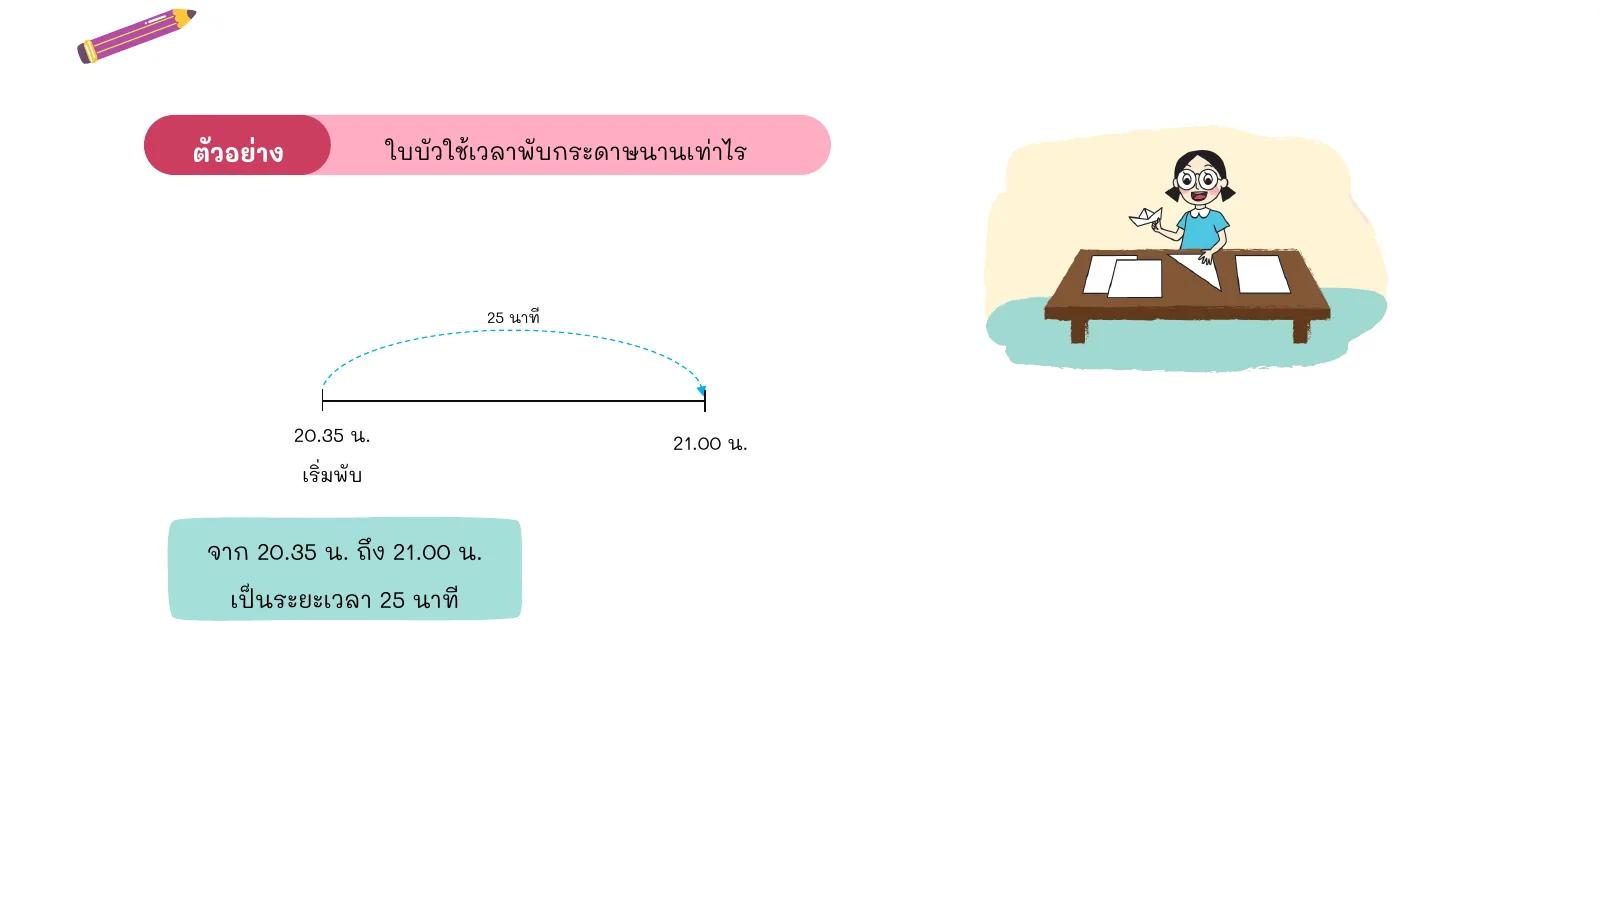 ตัวอย่าง ใบบัวใช้เวลาพับกระดาษนานเท่าไร
25 นาที
20.35 น. 21.00 น.
เริ่มพับ
จาก 20.35 น. ถึง 21.00 น.
เป็นระยะเวลา 25 นาที